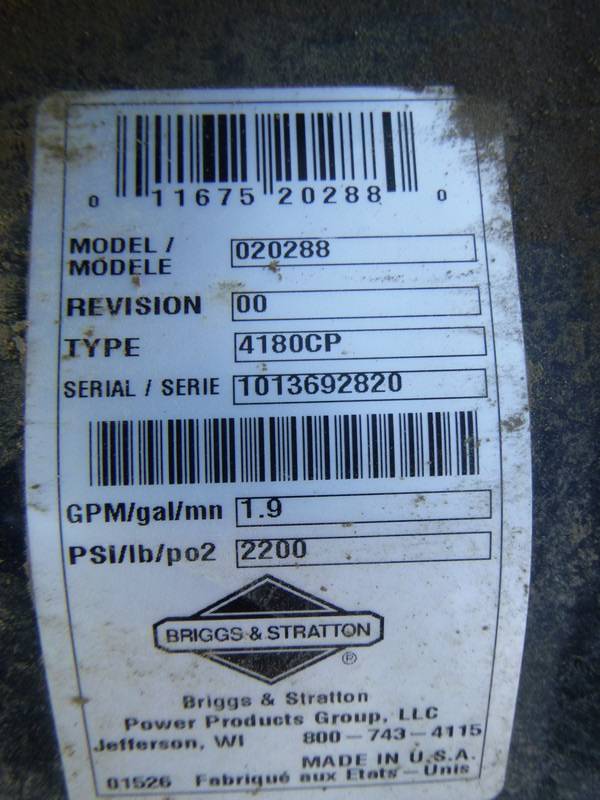 0 11675 20288 0
MODEL / MODELE 020288
REVISION 00
TYPE 4180CP
SERIAL / SERIE 1013692820
GPM/gal/mn 1.9
PSi/lb/po2 2200
BRIGGS & STRATTON ®
Briggs & Stratton
Power Products Group, LLC
Jefferson, WI 800-743-4115
MADE IN U.S.A.
01526 Fabriqué aux Etats-Unis